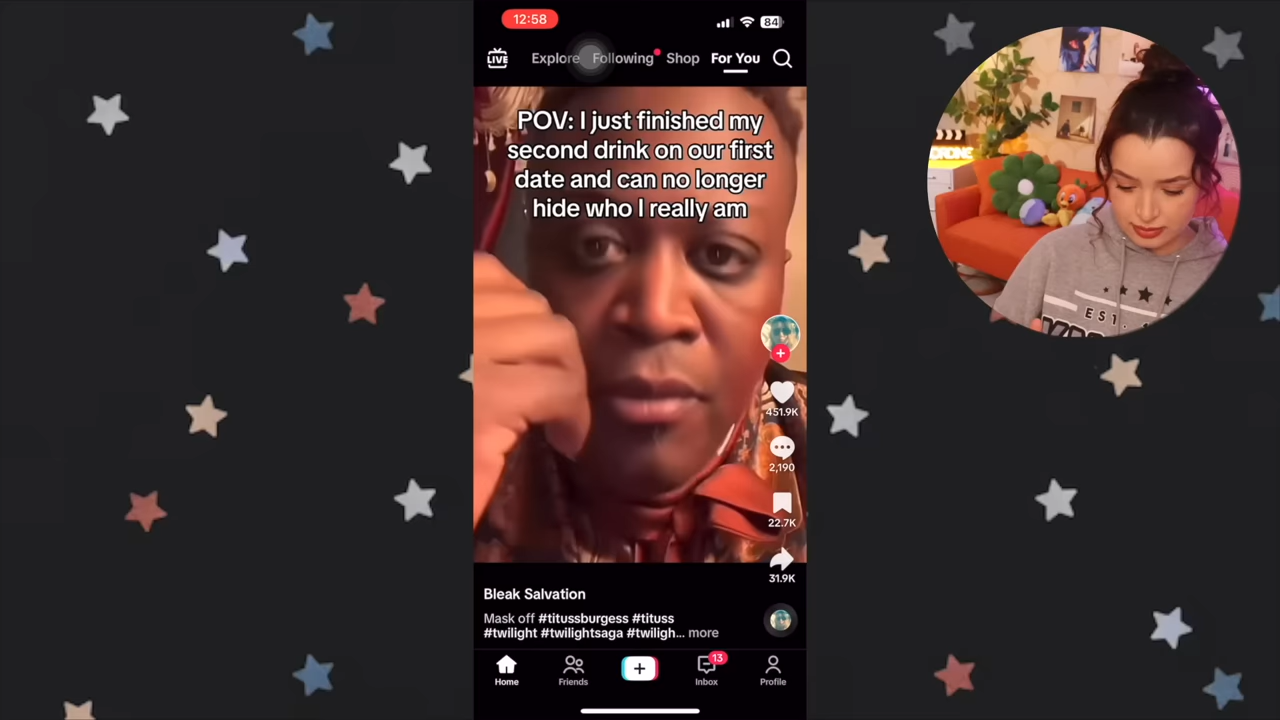 12:58
84
LIVE
Explore Following Shop For You
POV: I just finished my
second drink on our first
date and can no longer
hide who I really am
451.9K
2,190
22.7K
31.9K
Bleak Salvation
Mask off #titussburgess #tituss
#twilight #twilightsaga #twiligh... more
13
Home Friends Inbox Profile
EST.